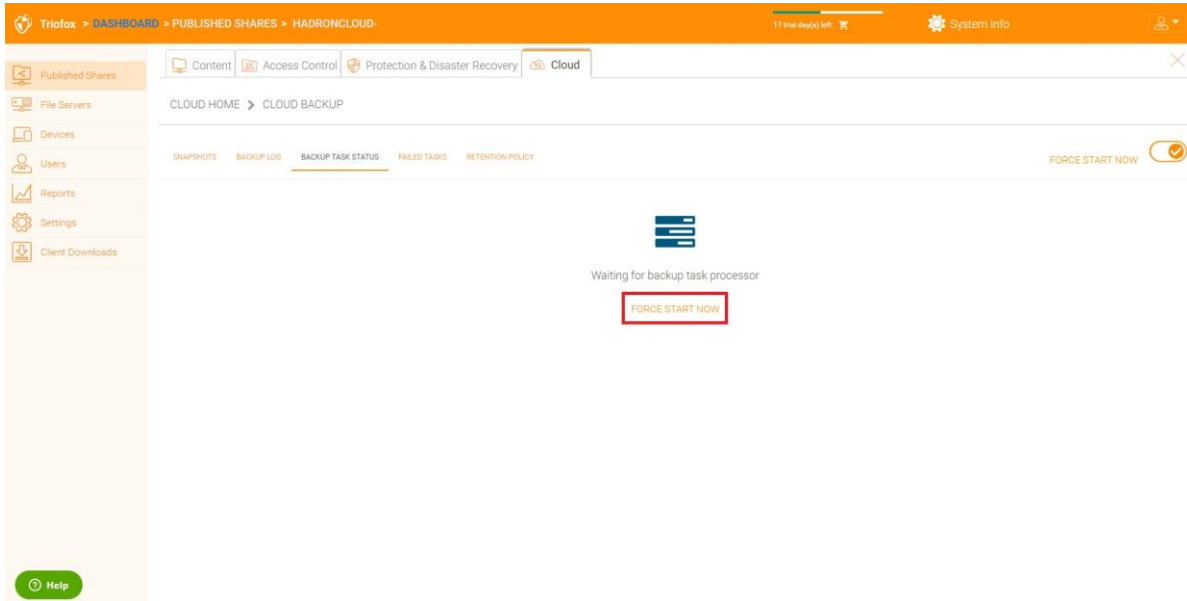 Triofox > DASHBOARD > PUBLISHED SHARES > HADRONCLOUD-
17 trial day(s) left
System Info
Published Shares
File Servers
Devices
Users
Reports
Settings
Client Downloads
Content
Access Control
Protection & Disaster Recovery
Cloud
CLOUD HOME > CLOUD BACKUP
SNAPSHOTS
BACKUP LOG
BACKUP TASK STATUS
FAILED TASKS
RETENTION POLICY
FORCE START NOW
Waiting for backup task processor
FORCE START NOW
Help